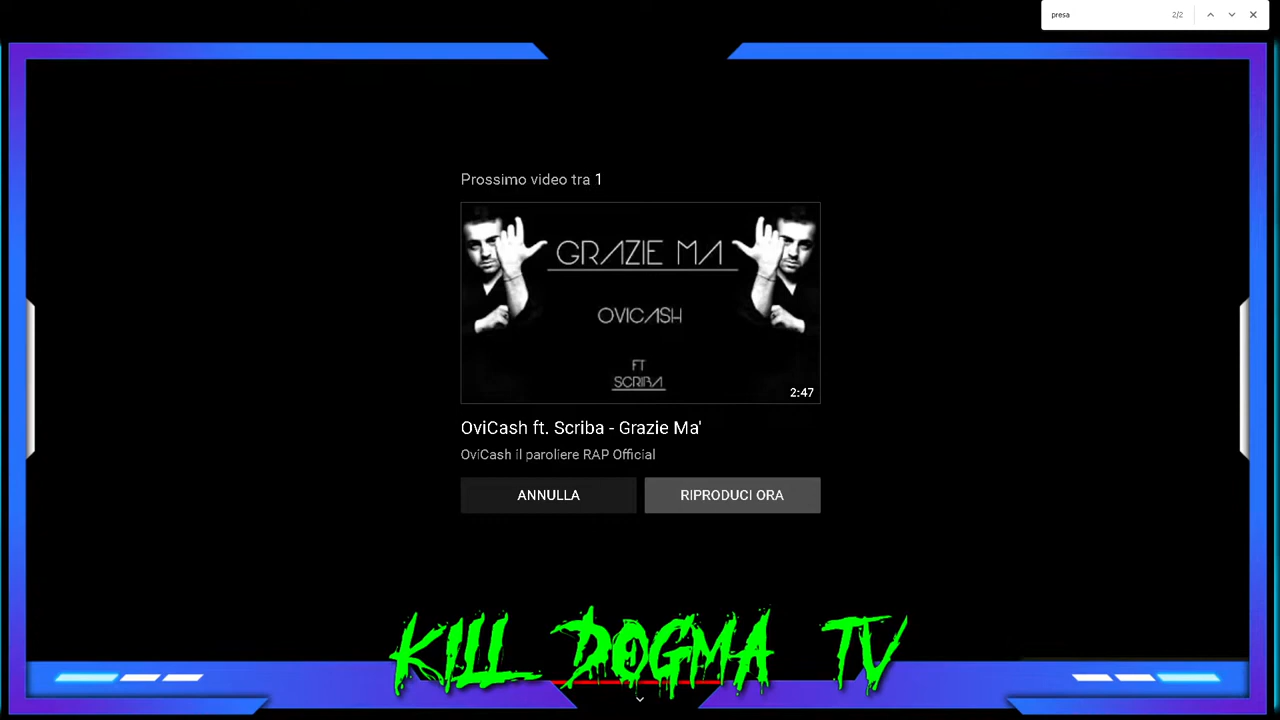 presa 2/2
Prossimo video tra 1
GRAZIE MA
OVICASH
FT
SCRIBA
2:47
OviCash ft. Scriba - Grazie Ma'
OviCash il paroliere RAP Official
ANNULLA RIPRODUCI ORA
KILL DOGMA TV